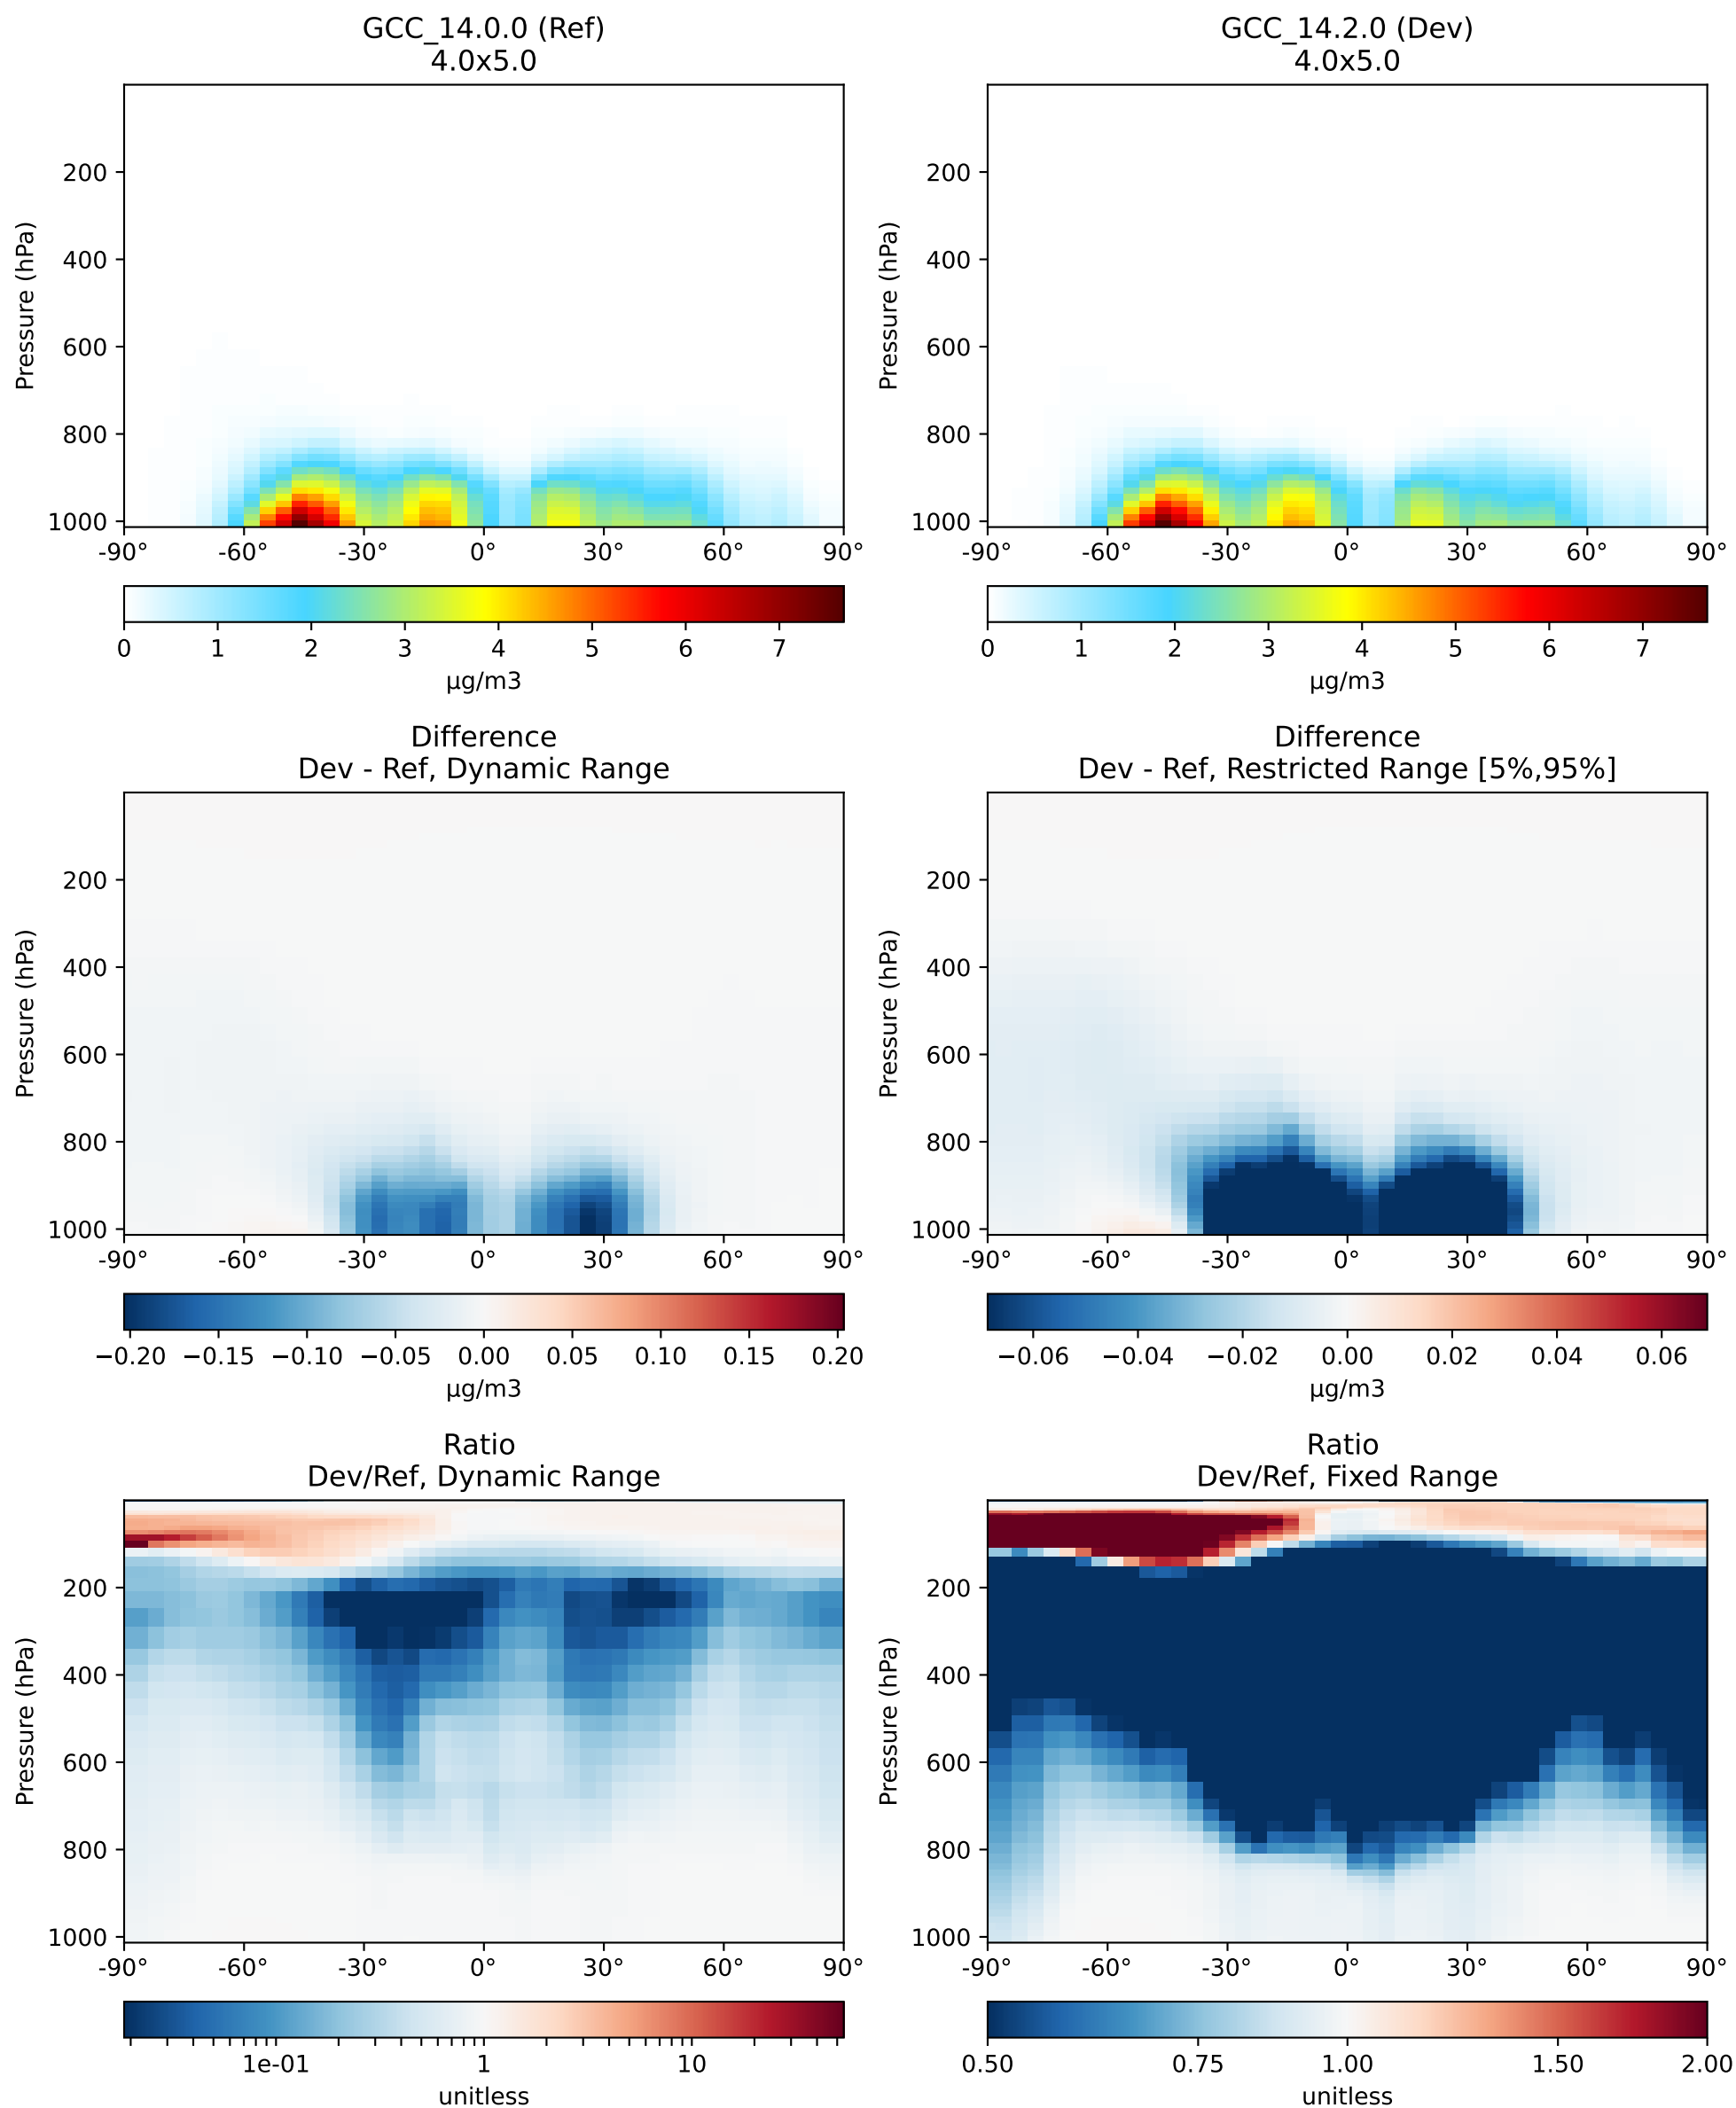 GCC_14.0.0 (Ref)
4.0x5.0
Pressure (hPa)
200
400
600
800
1000
-90° -60° -30° 0° 30° 60° 90°
0 1 2 3 4 5 6 7
μg/m3
GCC_14.2.0 (Dev)
4.0x5.0
Pressure (hPa)
200
400
600
800
1000
-90° -60° -30° 0° 30° 60° 90°
0 1 2 3 4 5 6 7
μg/m3
Difference
Dev - Ref, Dynamic Range
Pressure (hPa)
200
400
600
800
1000
-90° -60° -30° 0° 30° 60° 90°
−0.20 −0.15 −0.10 −0.05 0.00 0.05 0.10 0.15 0.20
μg/m3
Difference
Dev - Ref, Restricted Range [5%,95%]
Pressure (hPa)
200
400
600
800
1000
-90° -60° -30° 0° 30° 60° 90°
−0.06 −0.04 −0.02 0.00 0.02 0.04 0.06
μg/m3
Ratio
Dev/Ref, Dynamic Range
Pressure (hPa)
200
400
600
800
1000
-90° -60° -30° 0° 30° 60° 90°
1e-01 1 10
unitless
Ratio
Dev/Ref, Fixed Range
Pressure (hPa)
200
400
600
800
1000
-90° -60° -30° 0° 30° 60° 90°
0.50 0.75 1.00 1.50 2.00
unitless